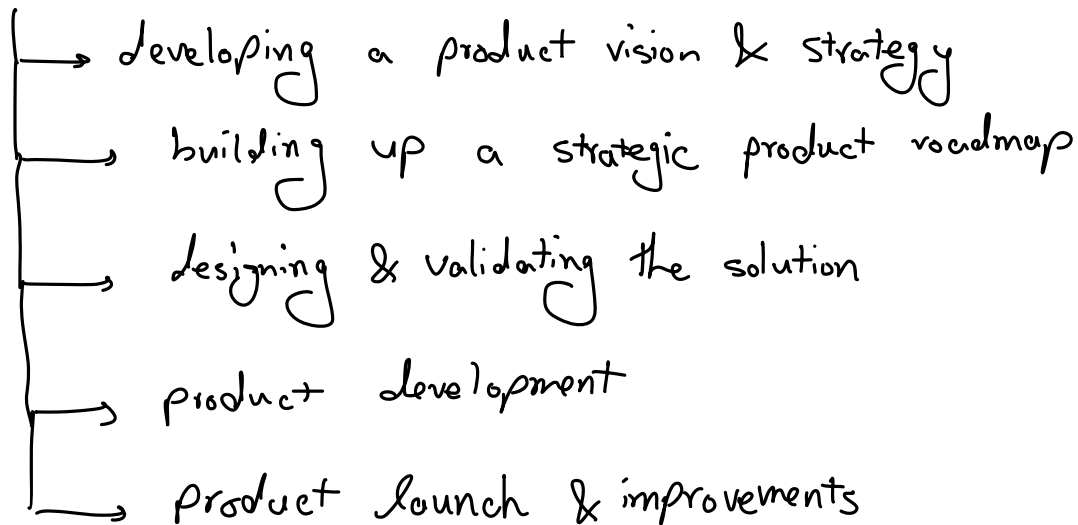 developing a product vision & strategy
building up a strategic product roadmap
designing & validating the solution
product development
product launch & improvements